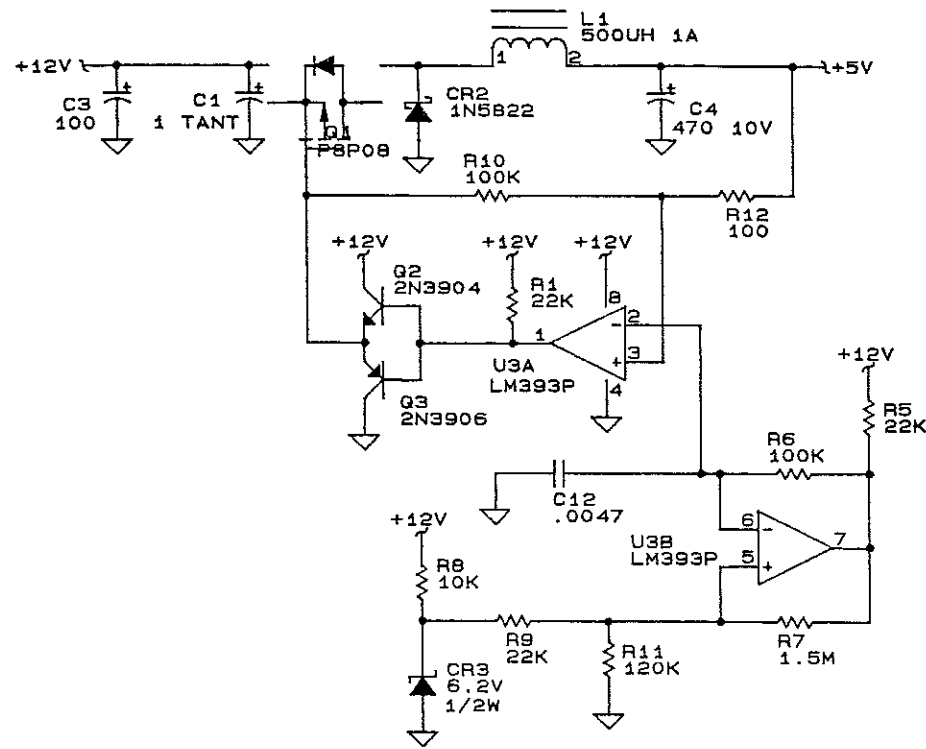 L1
500UH 1A
1
2
+12V
+5V
C3
100
C1
1 TANT
Q1
P8P08
CR2
1N5822
C4
470 10V
R10
100K
R12
100
+12V
+12V
+12V
Q2
2N3904
R1
22K
8
2
-
1
3
+
U3A
LM393P
4
Q3
2N3906
+12V
R5
22K
R6
100K
C12
.0047
+12V
6
-
7
U3B
LM393P
5
+
R8
10K
R9
22K
R11
120K
R7
1.5M
CR3
6.2V
1/2W